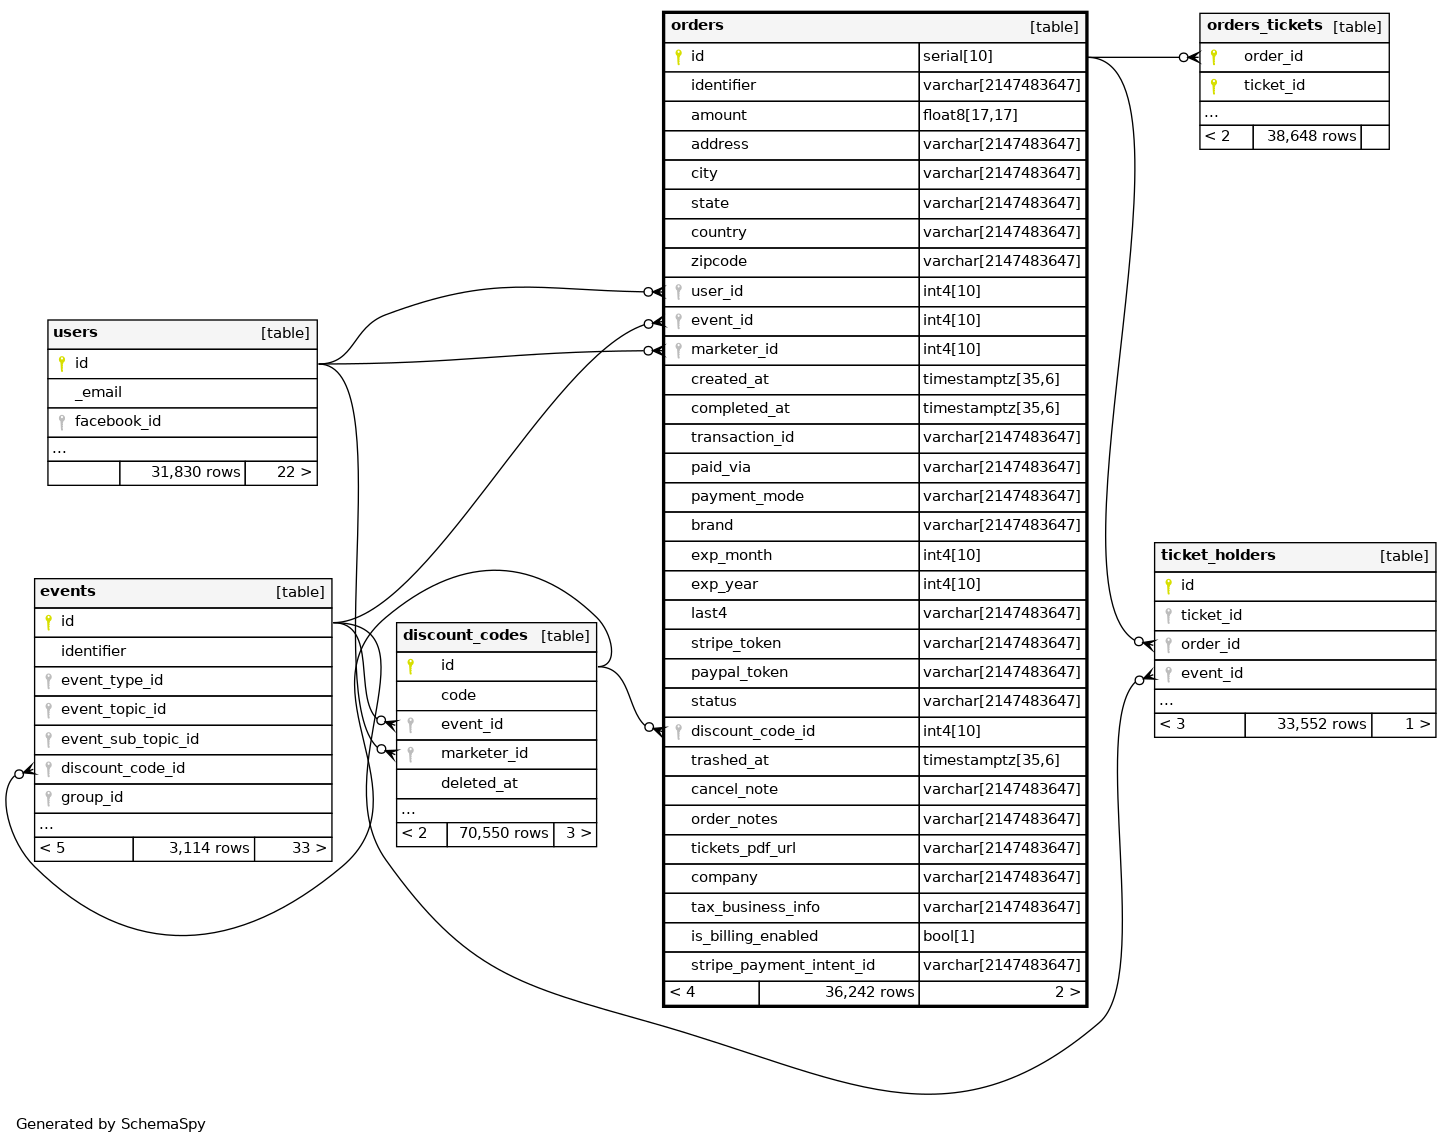 orders [table]
id serial[10]
identifier varchar[2147483647]
amount float8[17,17]
address varchar[2147483647]
city varchar[2147483647]
state varchar[2147483647]
country varchar[2147483647]
zipcode varchar[2147483647]
user_id int4[10]
event_id int4[10]
marketer_id int4[10]
created_at timestamptz[35,6]
completed_at timestamptz[35,6]
transaction_id varchar[2147483647]
paid_via varchar[2147483647]
payment_mode varchar[2147483647]
brand varchar[2147483647]
exp_month int4[10]
exp_year int4[10]
last4 varchar[2147483647]
stripe_token varchar[2147483647]
paypal_token varchar[2147483647]
status varchar[2147483647]
discount_code_id int4[10]
trashed_at timestamptz[35,6]
cancel_note varchar[2147483647]
order_notes varchar[2147483647]
tickets_pdf_url varchar[2147483647]
company varchar[2147483647]
tax_business_info varchar[2147483647]
is_billing_enabled bool[1]
stripe_payment_intent_id varchar[2147483647]
< 4 36,242 rows 2 >
orders_tickets [table]
order_id
ticket_id
...
< 2 38,648 rows
users [table]
id
_email
facebook_id
...
31,830 rows 22 >
events [table]
id
identifier
event_type_id
event_topic_id
event_sub_topic_id
discount_code_id
group_id
...
< 5 3,114 rows 33 >
discount_codes [table]
id
code
event_id
marketer_id
deleted_at
...
< 2 70,550 rows 3 >
ticket_holders [table]
id
ticket_id
order_id
event_id
...
< 3 33,552 rows 1 >
Generated by SchemaSpy